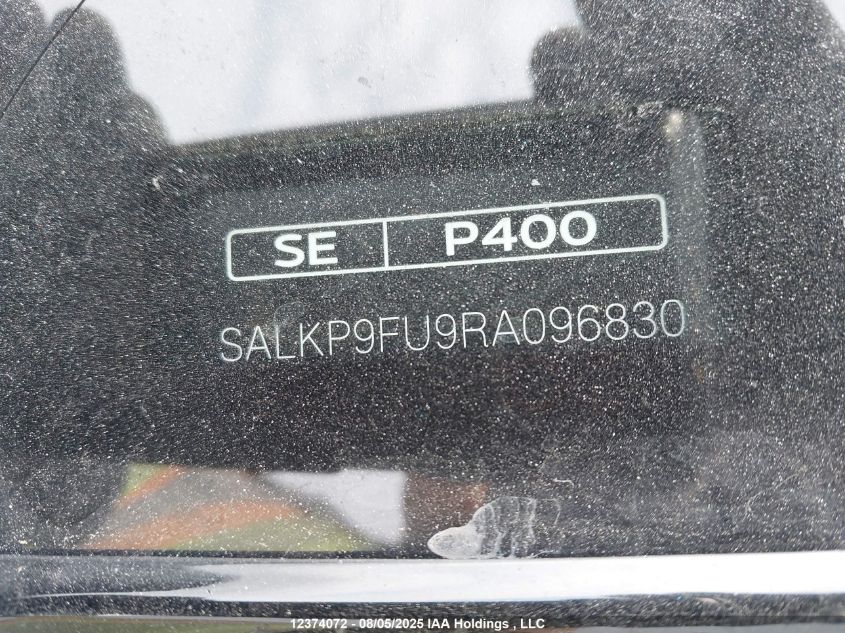 SE P400
SALKP9FU9RA096830
12374072 - 08/05/2025 IAA Holdings , LLC